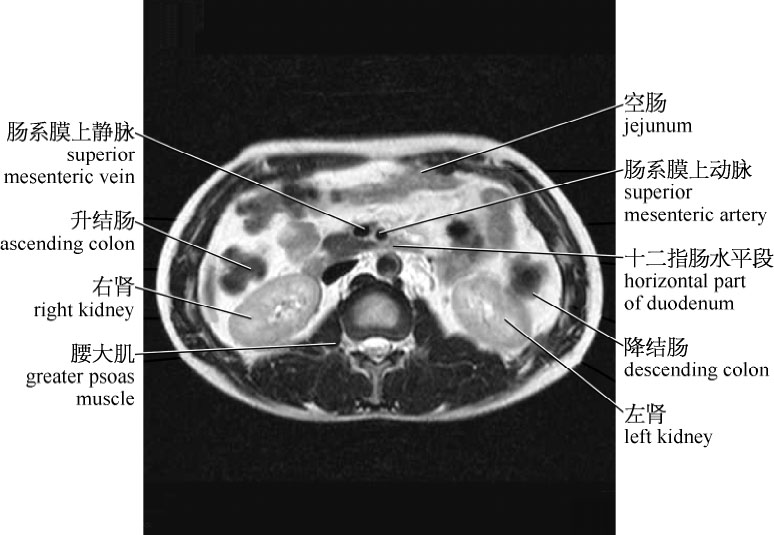 肠系膜上静脉
superior
mesenteric vein
升结肠
ascending colon
右肾
right kidney
腰大肌
greater psoas
muscle
空肠
jejunum
肠系膜上动脉
superior
mesenteric artery
十二指肠水平段
horizontal part
of duodenum
降结肠
descending colon
左肾
left kidney